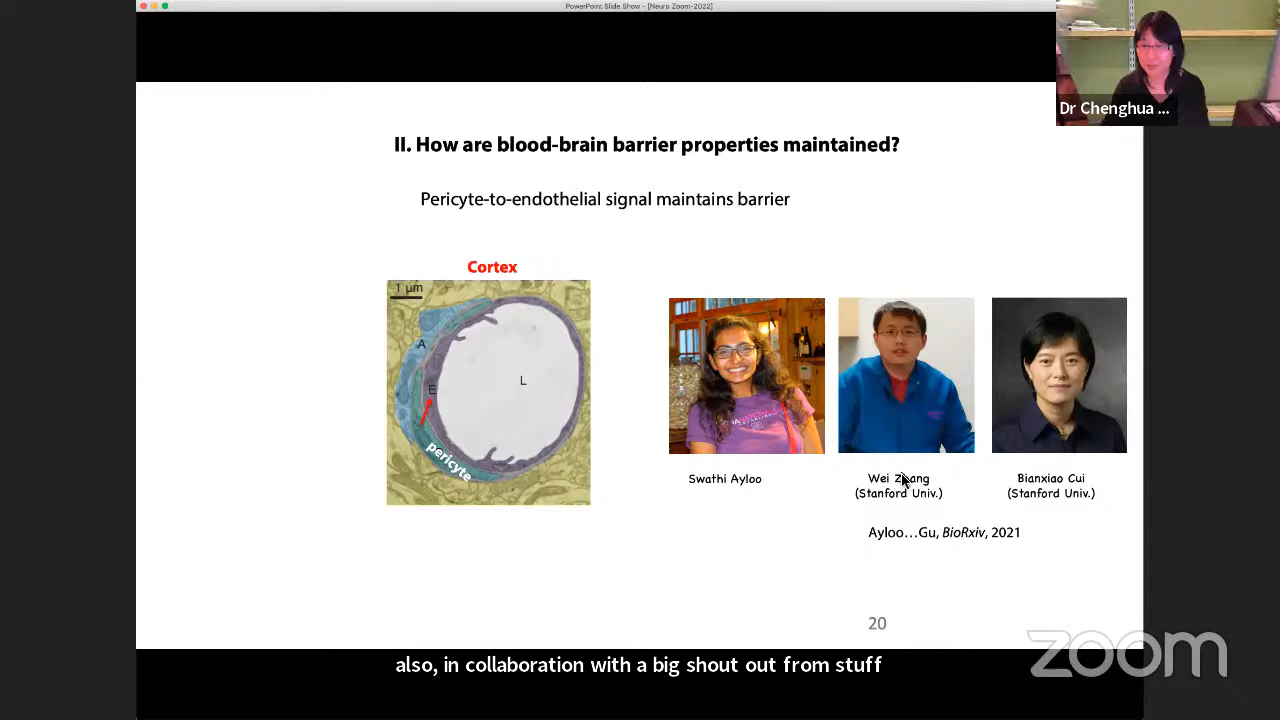 PowerPoint Slide Show - [Neuro Zoom-2022]
Dr Chenghua ...
II. How are blood-brain barrier properties maintained?
Pericyte-to-endothelial signal maintains barrier
Cortex
1 µm
A
L
E
pericyte
Swathi Ayloo
Wei Zhang
(Stanford Univ.)
Bianxiao Cui
(Stanford Univ.)
Ayloo…Gu, BioRxiv, 2021
20
zoom
also, in collaboration with a big shout out from stuff